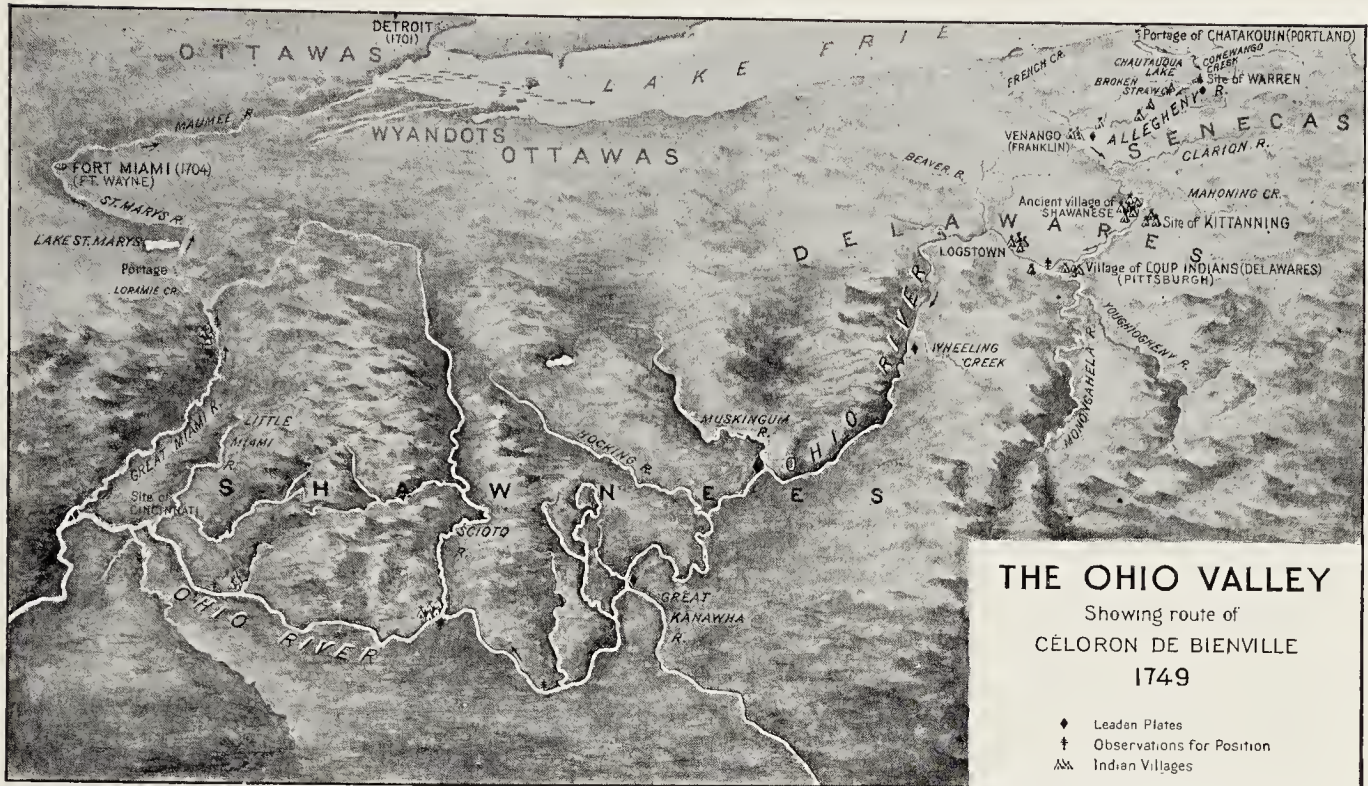 DETROIT
(1701)
OTTAWAS
LAKE ERIE
MAUMEE R.
WYANDOTS
OTTAWAS
FORT MIAMI (1704)
(FT. WAYNE)
ST. MARYS R.
LAKE ST. MARYS
Portage
LORAMIE CR.
GREAT MIAMI R.
LITTLE
MIAMI
R.
Site of
CINCINNATI
SHAWNEES
SCIOTO
R.
OHIO RIVER
HOCKING R.
MUSKINGUM
R.
GREAT
KANAWHA
R.
OHIO RIVER
WHEELING
CREEK
DELAWARES
BEAVER R.
LOGSTOWN
Portage of CHATAKOUIN (PORTLAND)
FRENCH CR.
CHAUTAUQUA
LAKE
CONEWANGO
CREEK
BROKEN
STRAW CR.
Site of WARREN
ALLEGHENY R.
VENANGO
(FRANKLIN)
SENECAS
CLARION R.
MAHONING CR.
Ancient village of
SHAWANESE
Site of KITTANNING
Village of LOUP INDIANS (DELAWARES)
(PITTSBURGH)
YOUGHIOGHENY R.
MONONGAHELA R.
THE OHIO VALLEY
Showing route of
CÉLORON DE BIENVILLE
1749
Leaden Plates
Observations for Position
Indian Villages